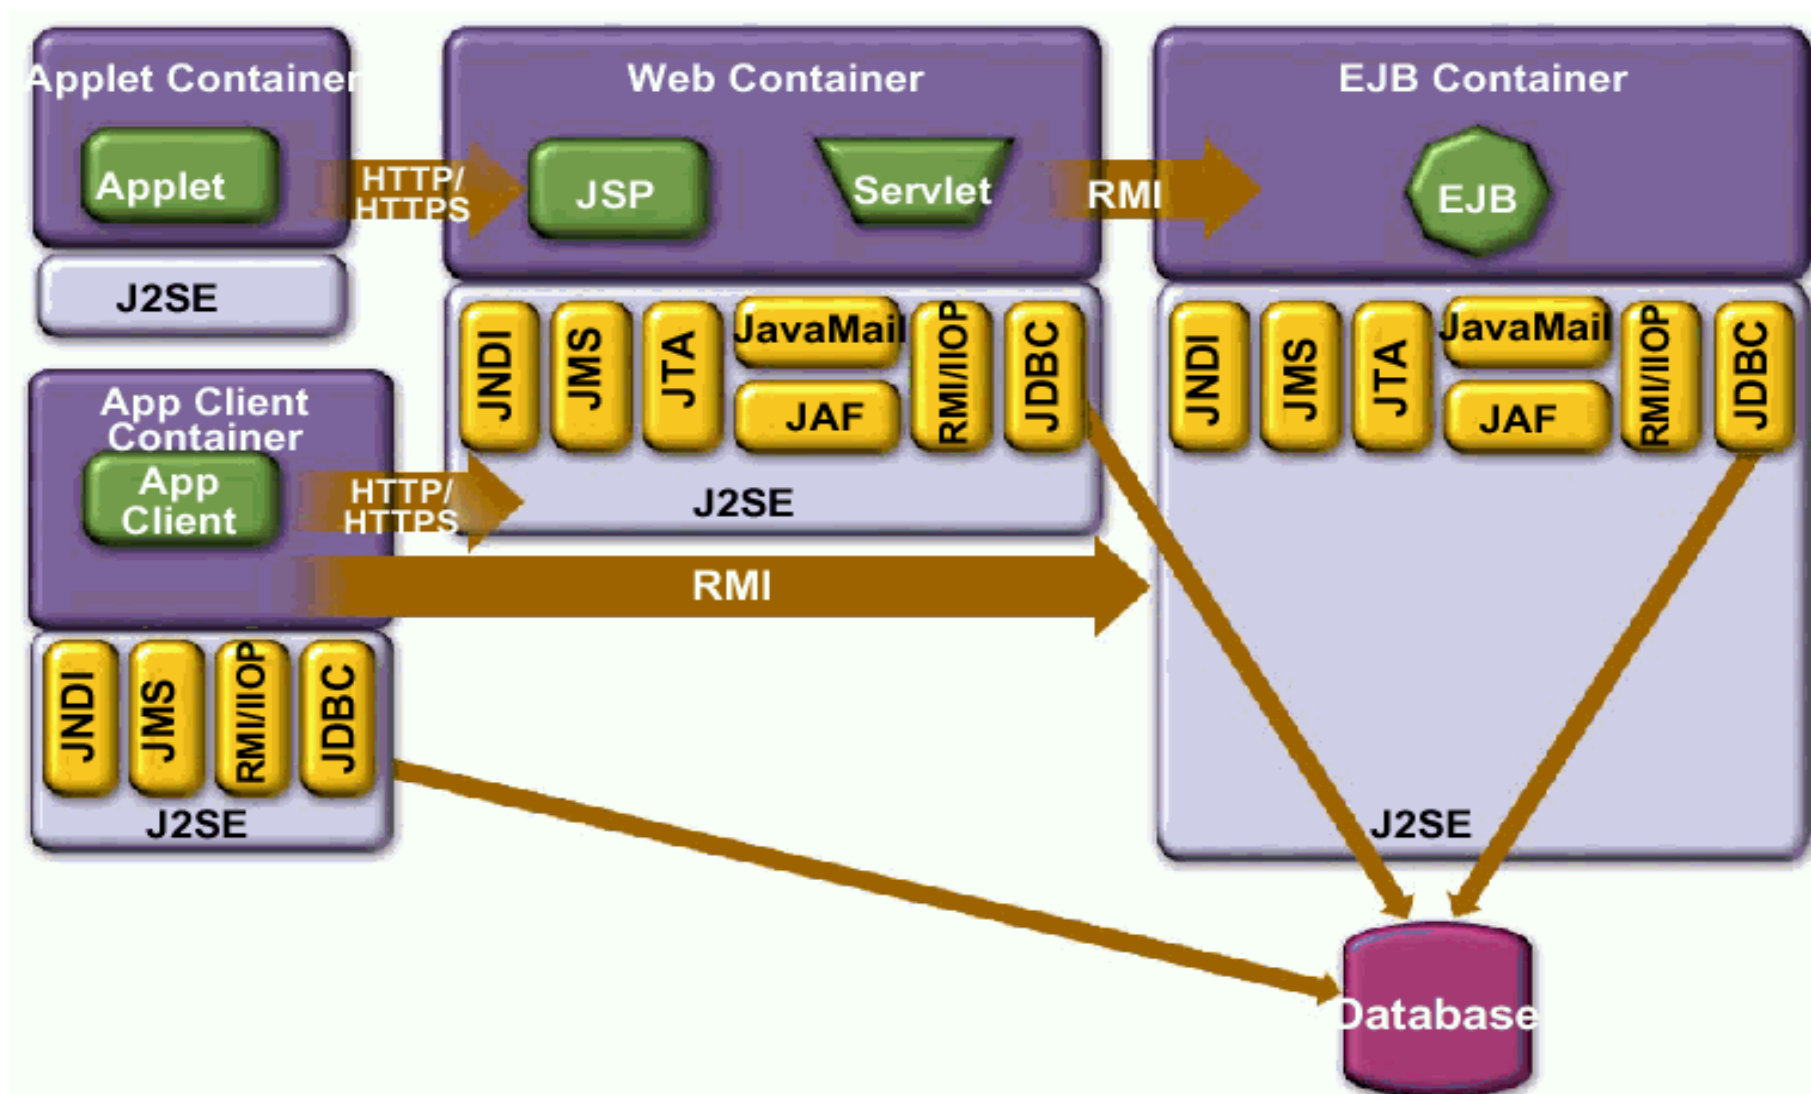 Applet Container
Applet
HTTP/
HTTPS
J2SE
Web Container
JSP
Servlet
RMI
JNDI
JMS
JTA
JavaMail
JAF
RMI/IIOP
JDBC
J2SE
EJB Container
EJB
JNDI
JMS
JTA
JavaMail
JAF
RMI/IIOP
JDBC
J2SE
App Client
Container
App
Client
HTTP/
HTTPS
RMI
JNDI
JMS
RMI/IIOP
JDBC
J2SE
Database